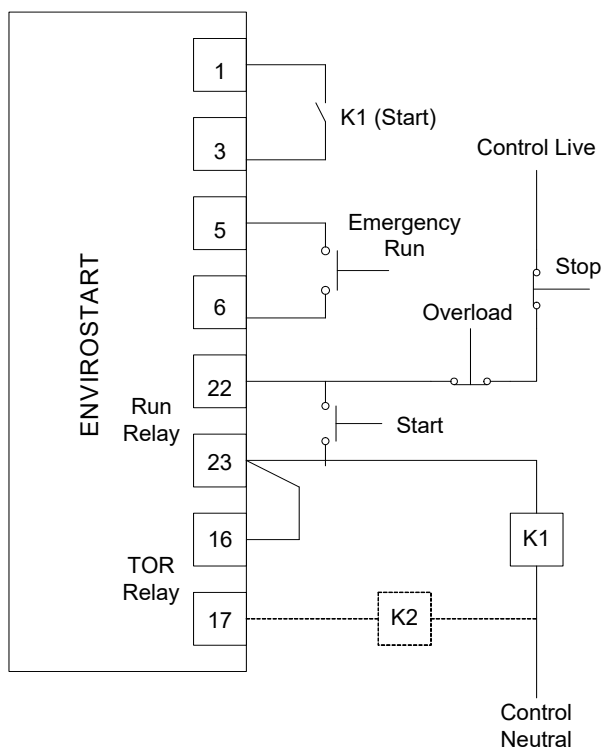 ENVIROSTART
1
K1 (Start)
3
Control Live
5
Emergency
Run
6
Stop
Overload
22
Run
Relay
Start
23
16
K1
TOR
Relay
17
K2
Control
Neutral